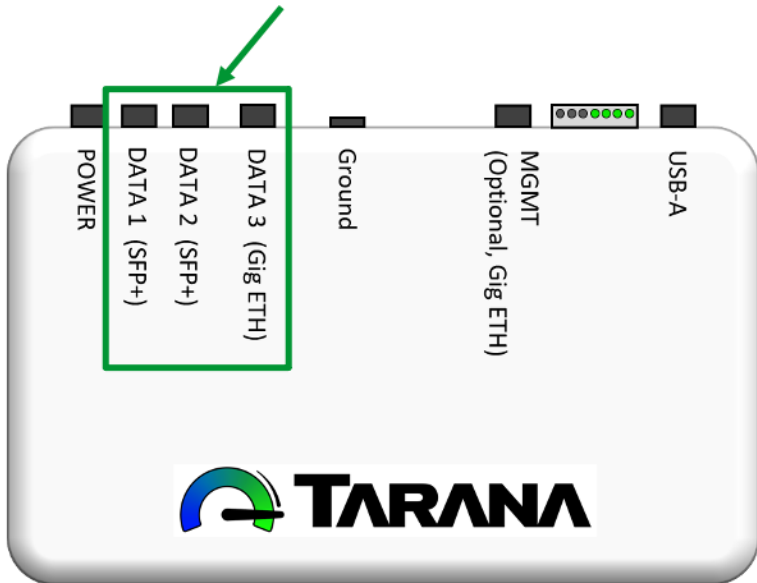 POWER
DATA 1 (SFP+)
DATA 2 (SFP+)
DATA 3 (Gig ETH)
Ground
MGMT
(Optional, Gig ETH)
USB-A
TARANA